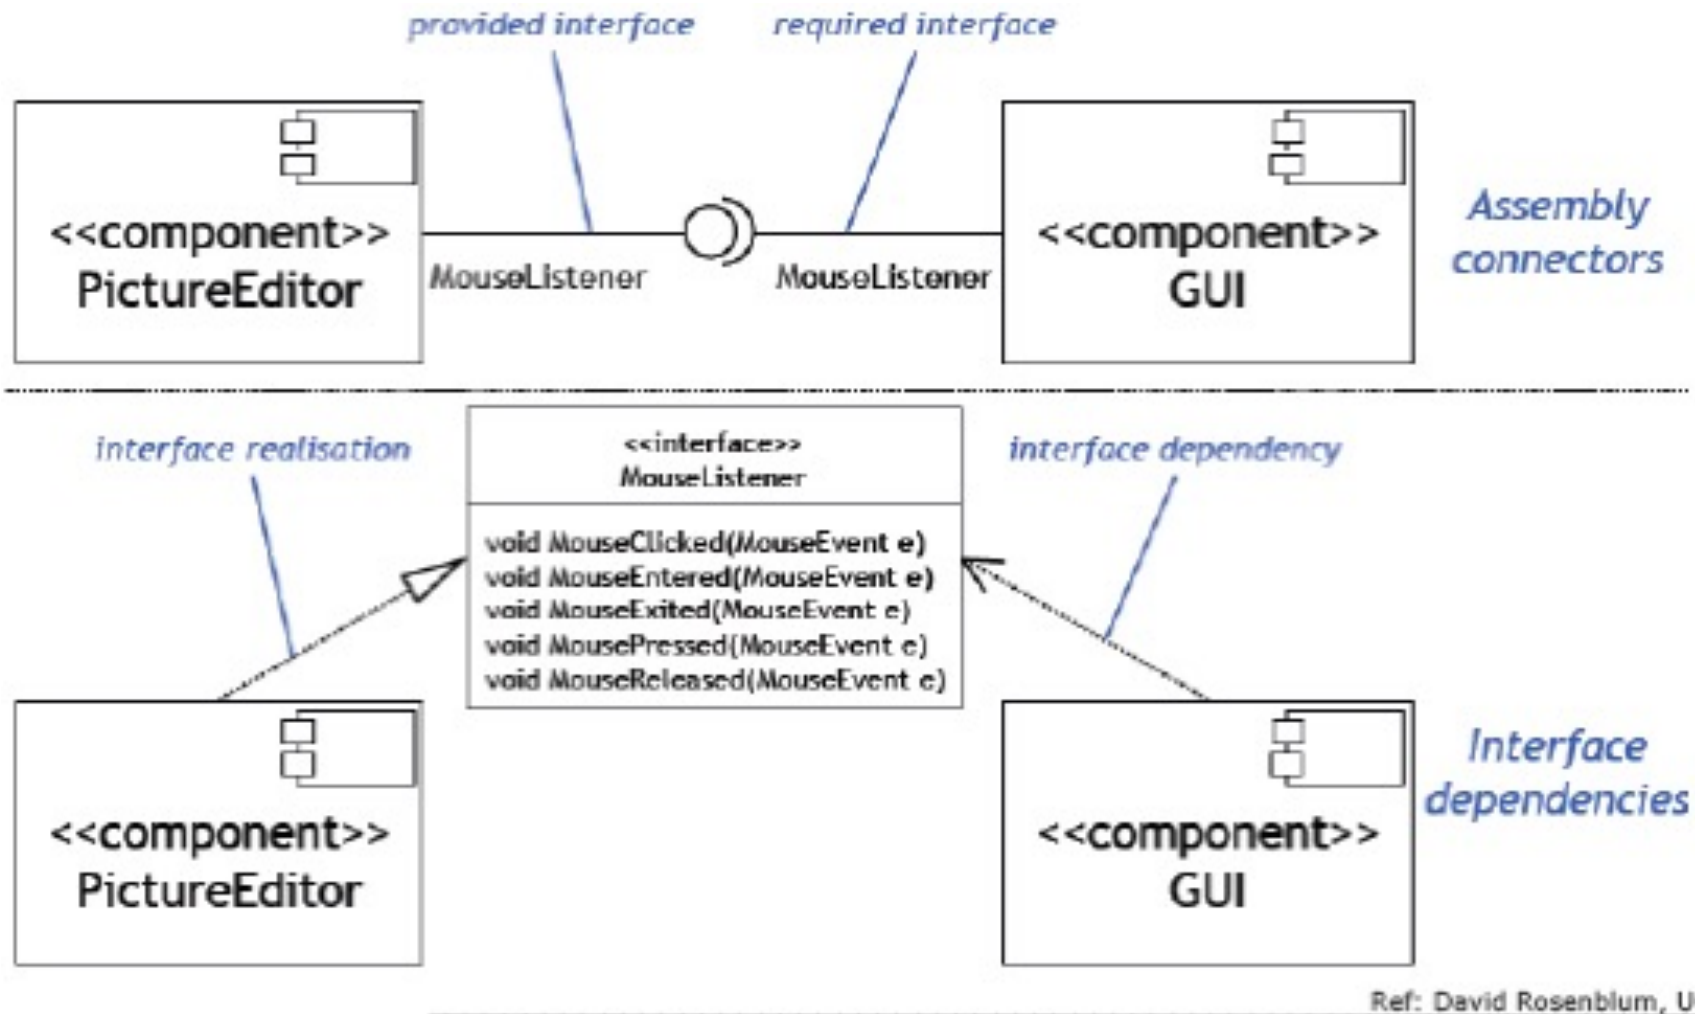 provided interface
required interface
<<component>>
PictureEditor
MouseListener
MouseListener
<<component>>
GUI
Assembly
connectors
interface realisation
<<interface>>
MouseListener
void MouseClicked(MouseEvent e)
void MouseEntered(MouseEvent e)
void MouseExited(MouseEvent e)
void MousePressed(MouseEvent e)
void MouseReleased(MouseEvent e)
interface dependency
<<component>>
PictureEditor
<<component>>
GUI
Interface
dependencies
Ref: David Rosenblum, U